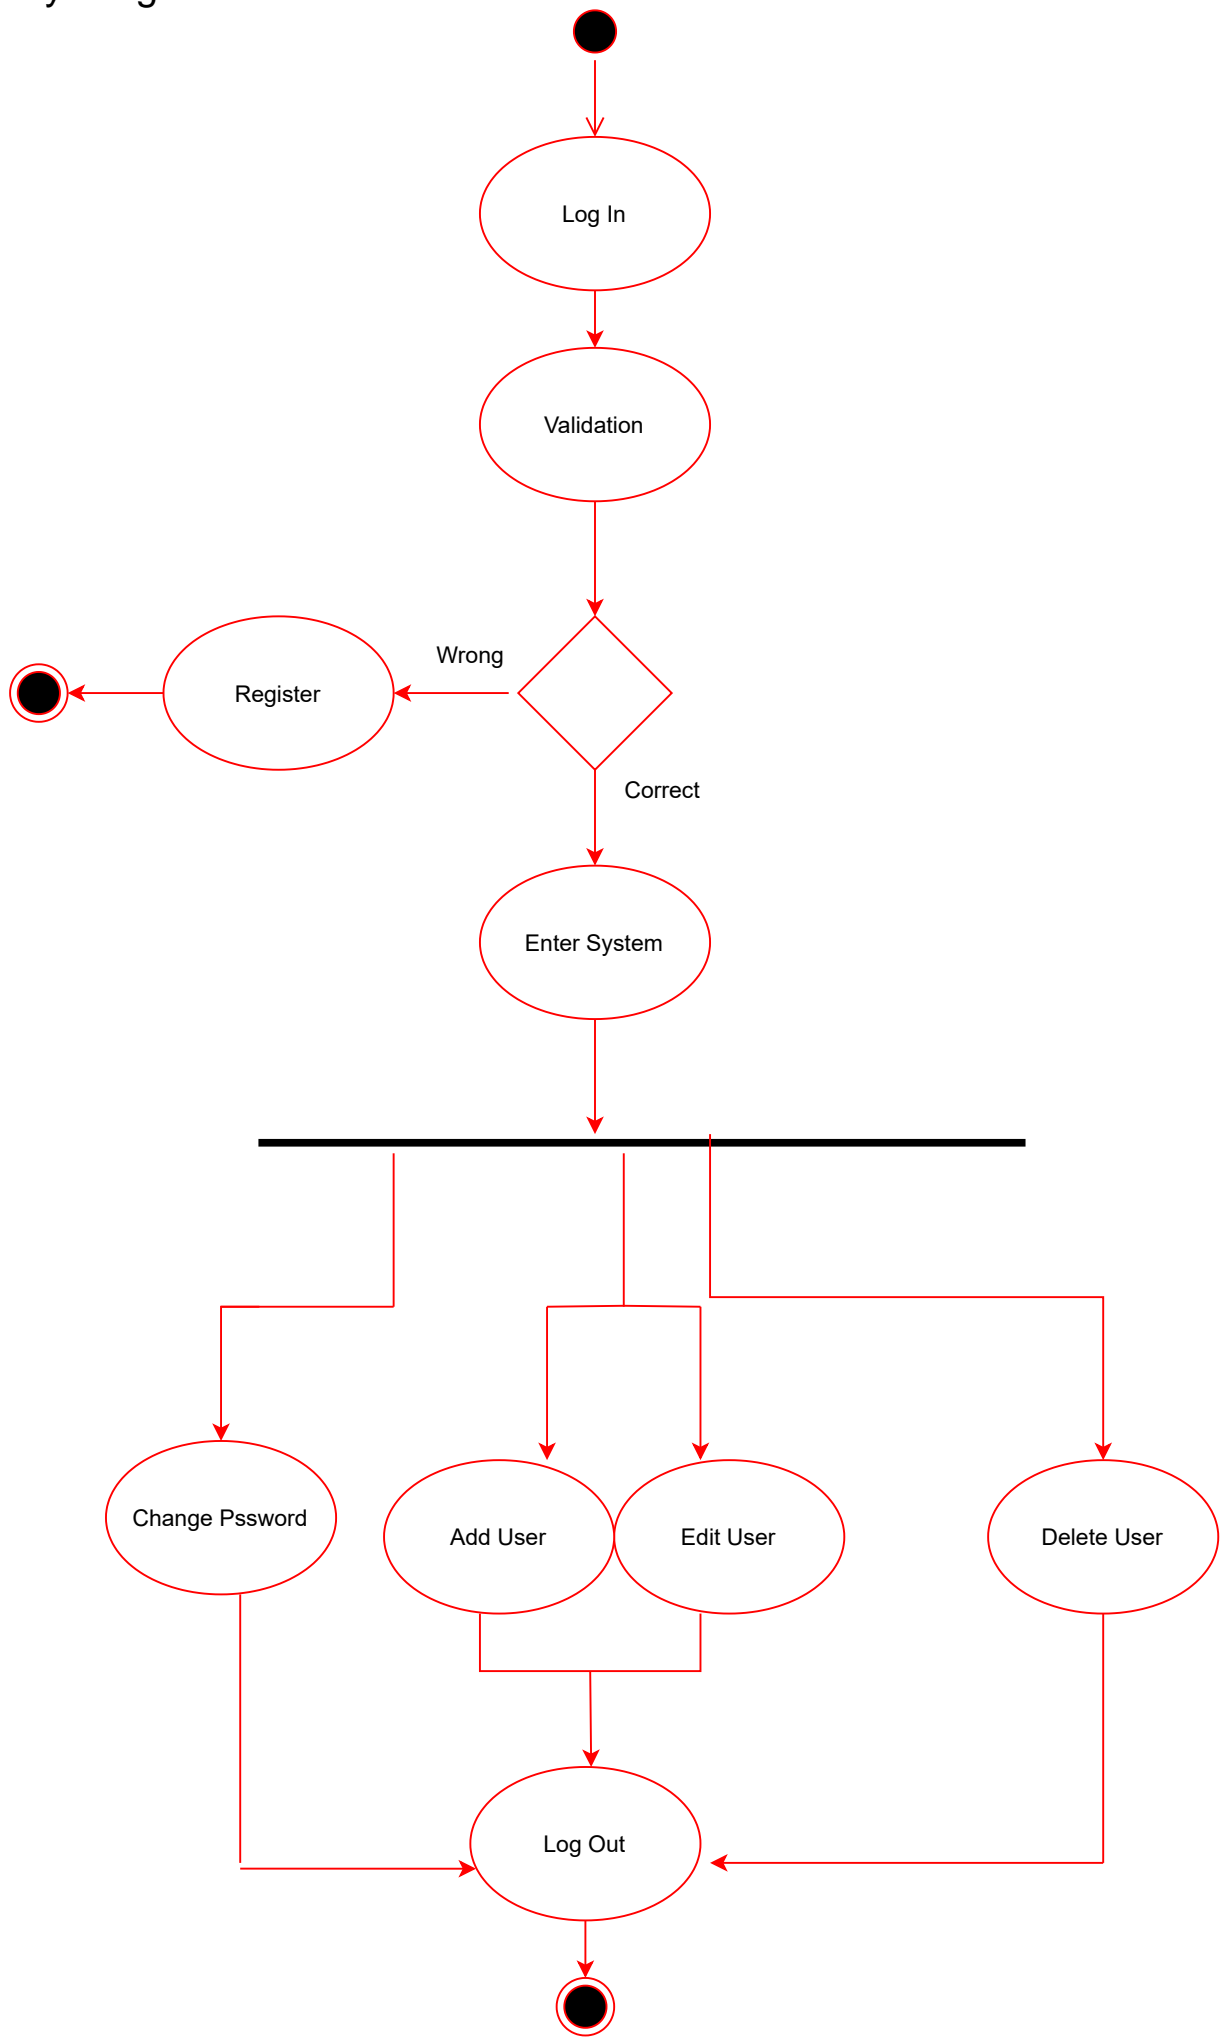 Log In
Validation
Wrong
Register
Correct
Enter System
Change Pssword
Add User
Edit User
Delete User
Log Out